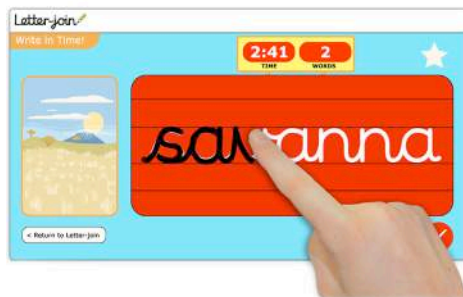 Letter-join
Write in Time!
2:41 2
TIME WORDS
savanna
< Return to Letter-join